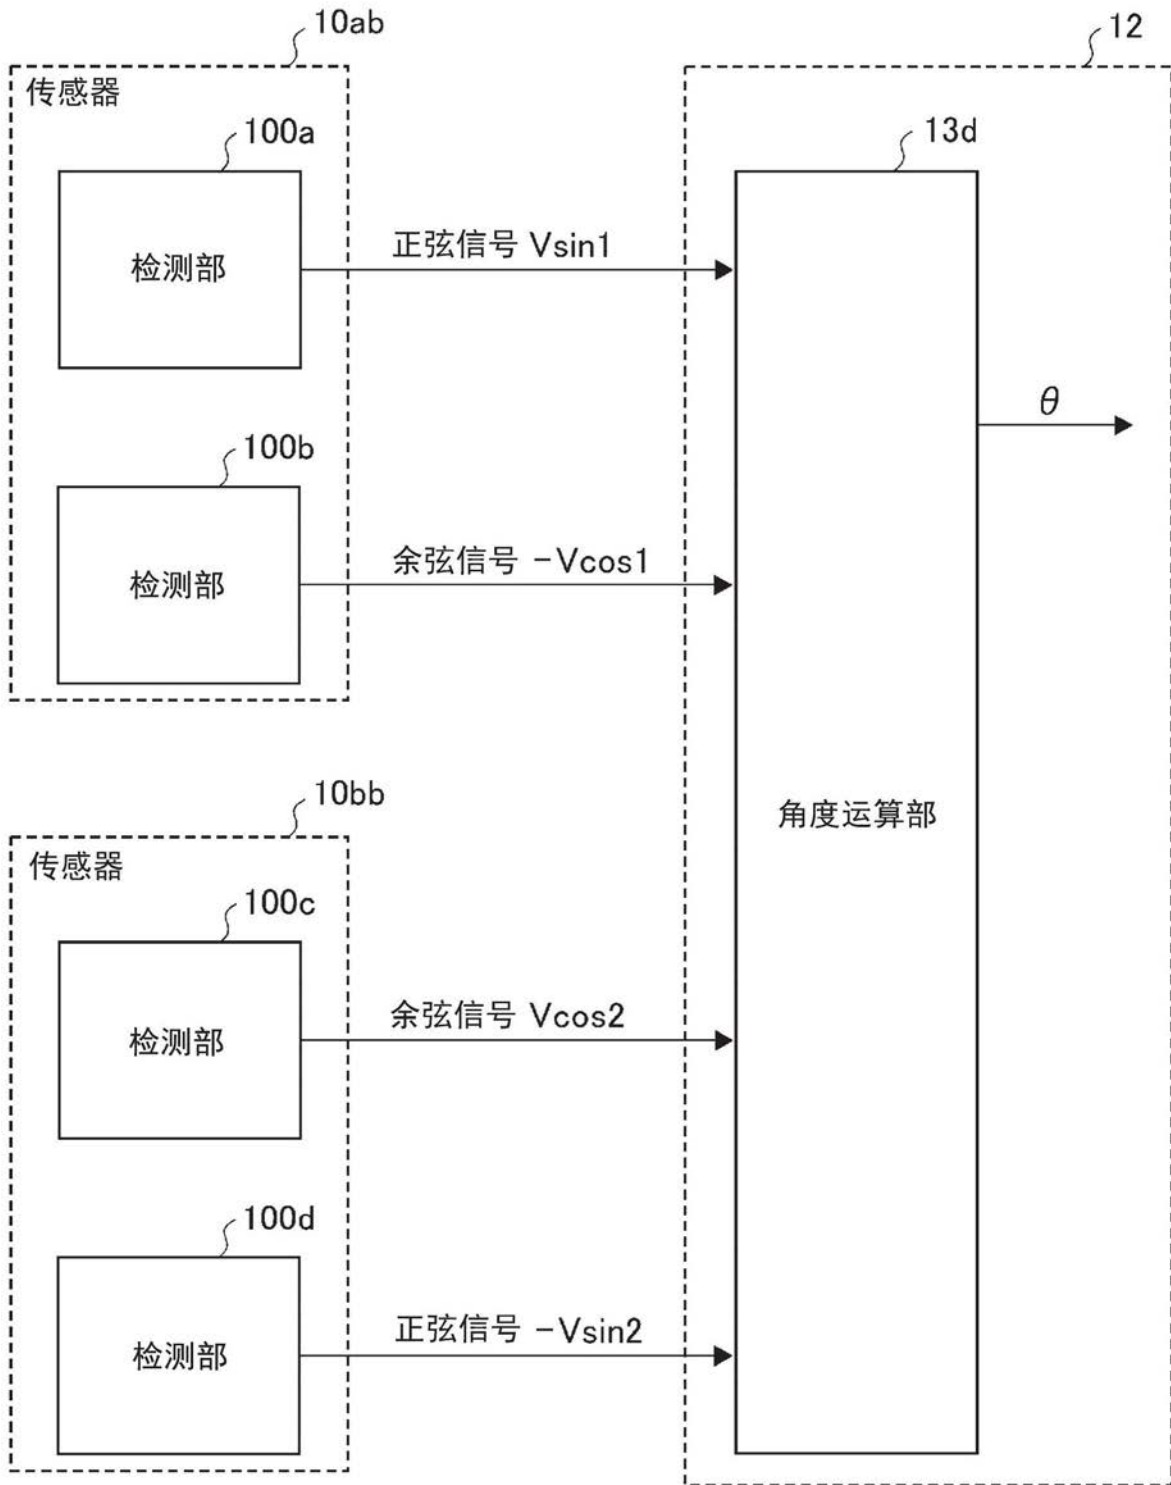 10ab
12
传感器
100a
13d
检测部
正弦信号 Vsin1
θ
100b
检测部
余弦信号 -Vcos1
10bb
角度运算部
传感器
100c
检测部
余弦信号 Vcos2
100d
检测部
正弦信号 -Vsin2